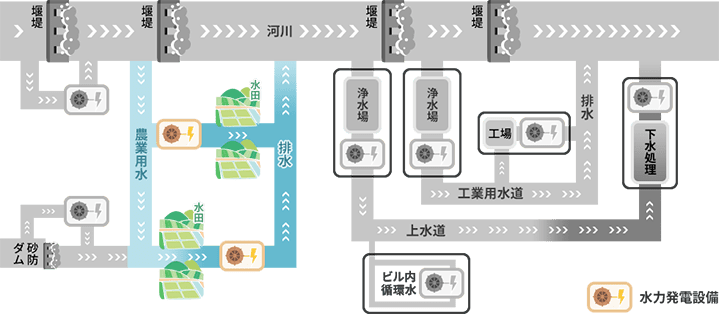 堰堤
堰堤
河川
堰堤
堰堤
水田
浄水場
浄水場
排水
工場
下水処理
農業用水
排水
工業用水道
水田
上水道
砂防ダム
ビル内
循環水
水力発電設備